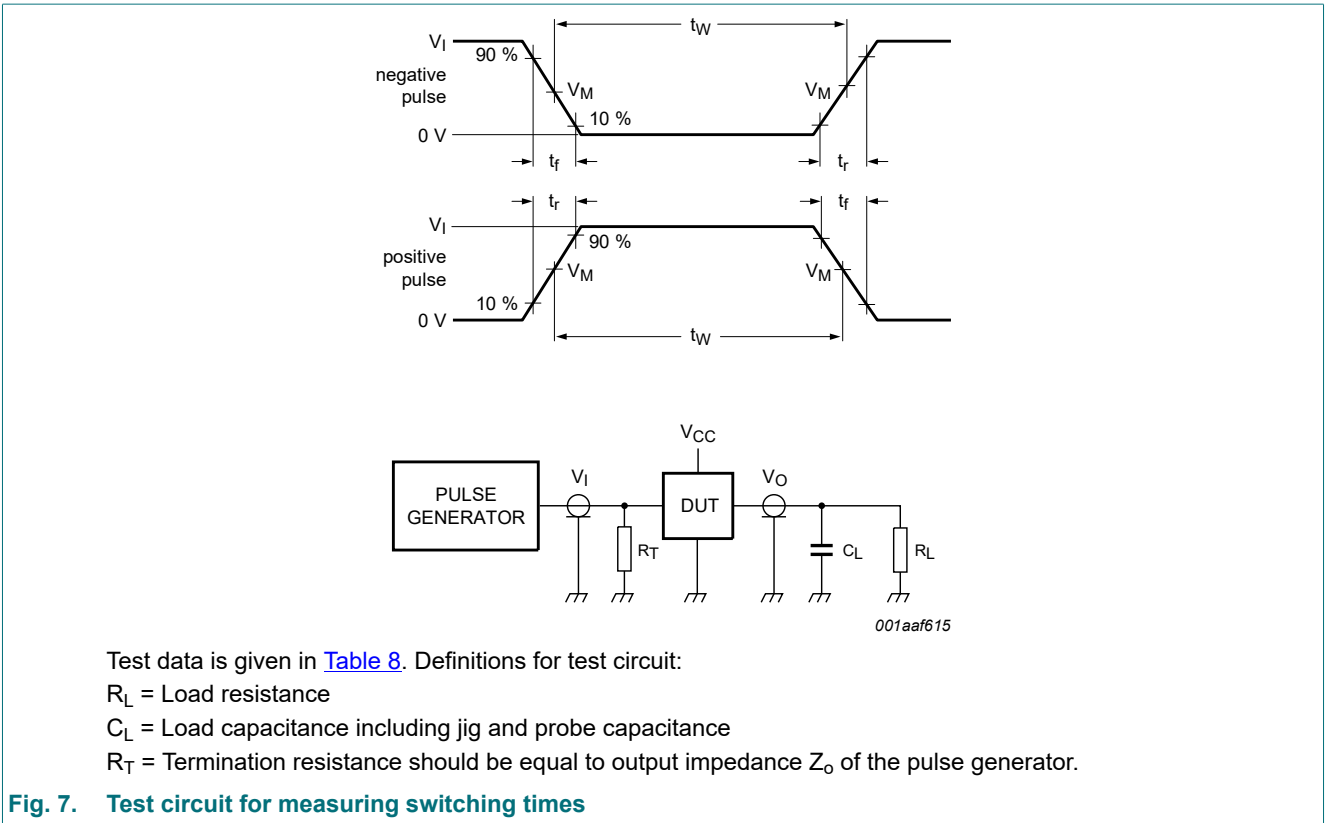 tW
VI
90 %
negative
pulse
VM
VM
10 %
0 V
tf
tr
tr
tf
VI
90 %
positive
pulse
VM
VM
10 %
0 V
tW
VCC
PULSE
GENERATOR
VI
DUT
VO
RT
CL
RL
001aaf615
Test data is given in Table 8. Definitions for test circuit:
RL = Load resistance
CL = Load capacitance including jig and probe capacitance
RT = Termination resistance should be equal to output impedance Zo of the pulse generator.
Fig. 7. Test circuit for measuring switching times